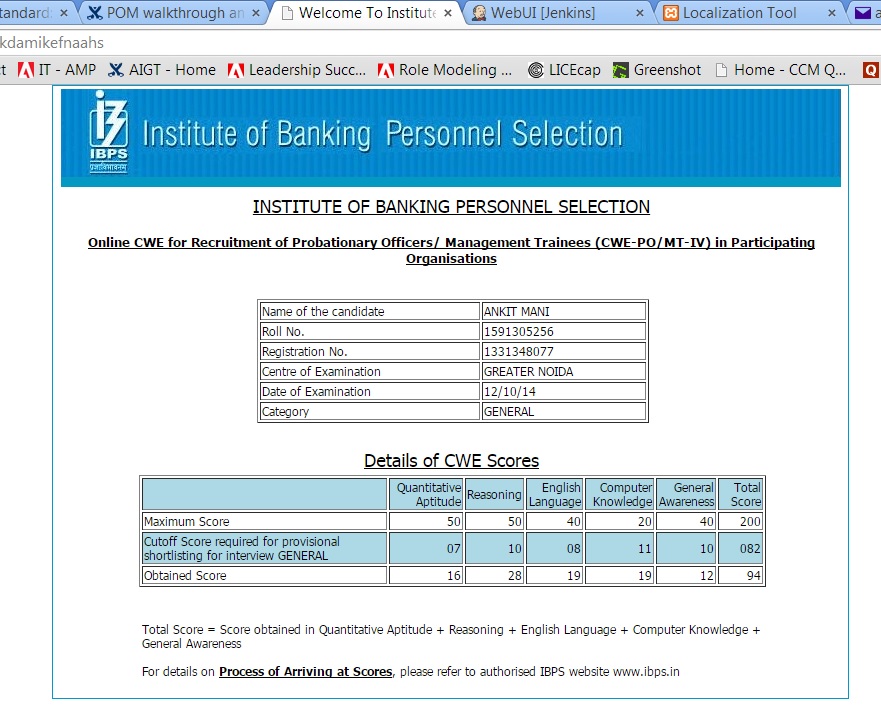 tandard: × POM walkthrough an × Welcome To Institute × WebUI [Jenkins] × Localization Tool × a
kdamikefnaahs
t IT - AMP AIGT - Home Leadership Succ... Role Modeling ... LICEcap Greenshot Home - CCM Q... Q
IBPS
Institute of Banking Personnel Selection
INSTITUTE OF BANKING PERSONNEL SELECTION
Online CWE for Recruitment of Probationary Officers/ Management Trainees (CWE-PO/MT-IV) in Participating
Organisations
Name of the candidate ANKIT MANI
Roll No. 1591305256
Registration No. 1331348077
Centre of Examination GREATER NOIDA
Date of Examination 12/10/14
Category GENERAL
Details of CWE Scores
Quantitative Aptitude Reasoning English Language Computer Knowledge General Awareness Total Score
Maximum Score 50 50 40 20 40 200
Cutoff Score required for provisional
shortlisting for interview GENERAL 07 10 08 11 10 082
Obtained Score 16 28 19 19 12 94
Total Score = Score obtained in Quantitative Aptitude + Reasoning + English Language + Computer Knowledge +
General Awareness
For details on Process of Arriving at Scores, please refer to authorised IBPS website www.ibps.in